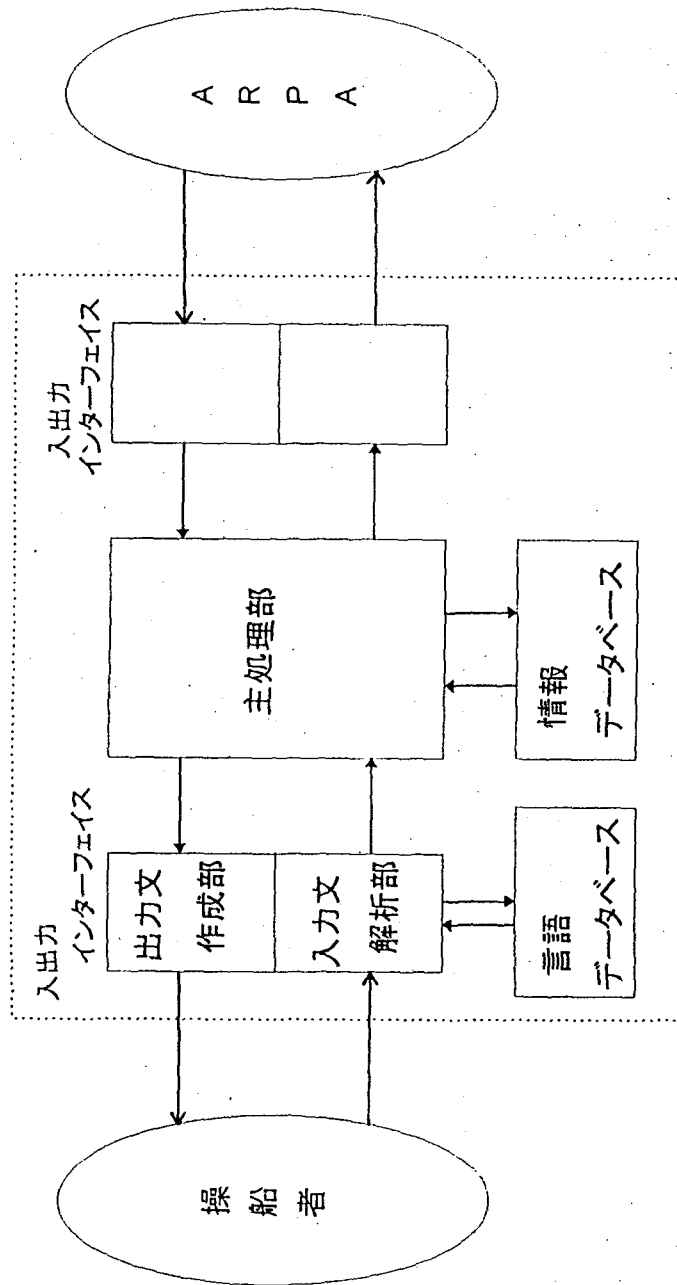 操船者
入出力
インターフェイス
出力文
作成部
入力文
解析部
言語
データベース
主処理部
情報
データベース
入出力
インターフェイス
ARPA